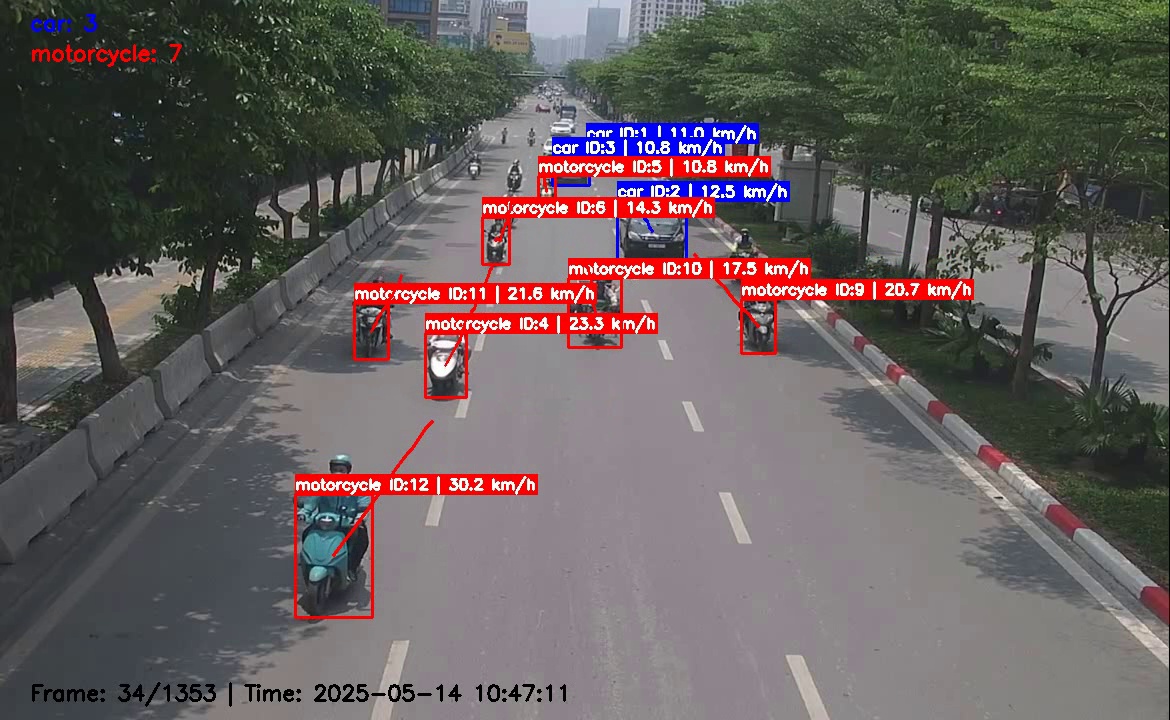 car: 3
motorcycle: 7
car ID:1 | 11.0 km/h
car ID:3 | 10.8 km/h
motorcycle ID:5 | 10.8 km/h
car ID:2 | 12.5 km/h
motorcycle ID:6 | 14.3 km/h
motorcycle ID:10 | 17.5 km/h
motorcycle ID:9 | 20.7 km/h
motorcycle ID:11 | 21.6 km/h
motorcycle ID:4 | 23.3 km/h
motorcycle ID:12 | 30.2 km/h
Frame: 34/1353 | Time: 2025-05-14 10:47:11